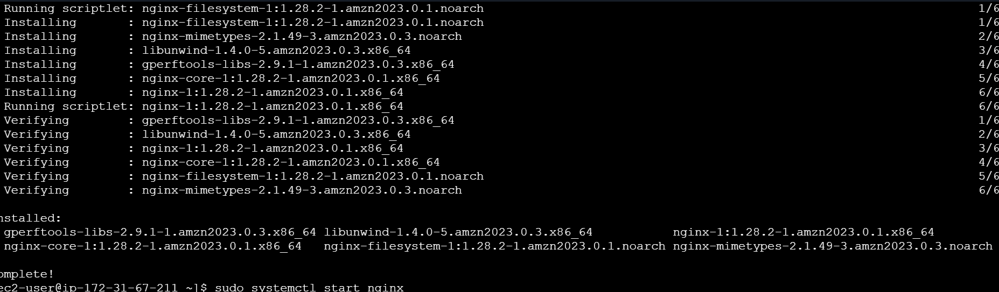 Running scriptlet: nginx-filesystem-1:1.28.2-1.amzn2023.0.1.noarch 1/6
Installing : nginx-filesystem-1:1.28.2-1.amzn2023.0.1.noarch 1/6
Installing : nginx-mimetypes-2.1.49-3.amzn2023.0.3.noarch 2/6
Installing : libunwind-1.4.0-5.amzn2023.0.3.x86_64 3/6
Installing : gperftools-libs-2.9.1-1.amzn2023.0.3.x86_64 4/6
Installing : nginx-core-1:1.28.2-1.amzn2023.0.1.x86_64 5/6
Installing : nginx-1:1.28.2-1.amzn2023.0.1.x86_64 6/6
Running scriptlet: nginx-1:1.28.2-1.amzn2023.0.1.x86_64 6/6
Verifying : gperftools-libs-2.9.1-1.amzn2023.0.3.x86_64 1/6
Verifying : libunwind-1.4.0-5.amzn2023.0.3.x86_64 2/6
Verifying : nginx-1:1.28.2-1.amzn2023.0.1.x86_64 3/6
Verifying : nginx-core-1:1.28.2-1.amzn2023.0.1.x86_64 4/6
Verifying : nginx-filesystem-1:1.28.2-1.amzn2023.0.1.noarch 5/6
Verifying : nginx-mimetypes-2.1.49-3.amzn2023.0.3.noarch 6/6
nstalled:
gperftools-libs-2.9.1-1.amzn2023.0.3.x86_64 libunwind-1.4.0-5.amzn2023.0.3.x86_64 nginx-1:1.28.2-1.amzn2023.0.1.x86_64
nginx-core-1:1.28.2-1.amzn2023.0.1.x86_64 nginx-filesystem-1:1.28.2-1.amzn2023.0.1.noarch nginx-mimetypes-2.1.49-3.amzn2023.0.3.noarch
omplete!
ec2-user@ip-172-31-67-211 ~]$ sudo systemctl start nginx